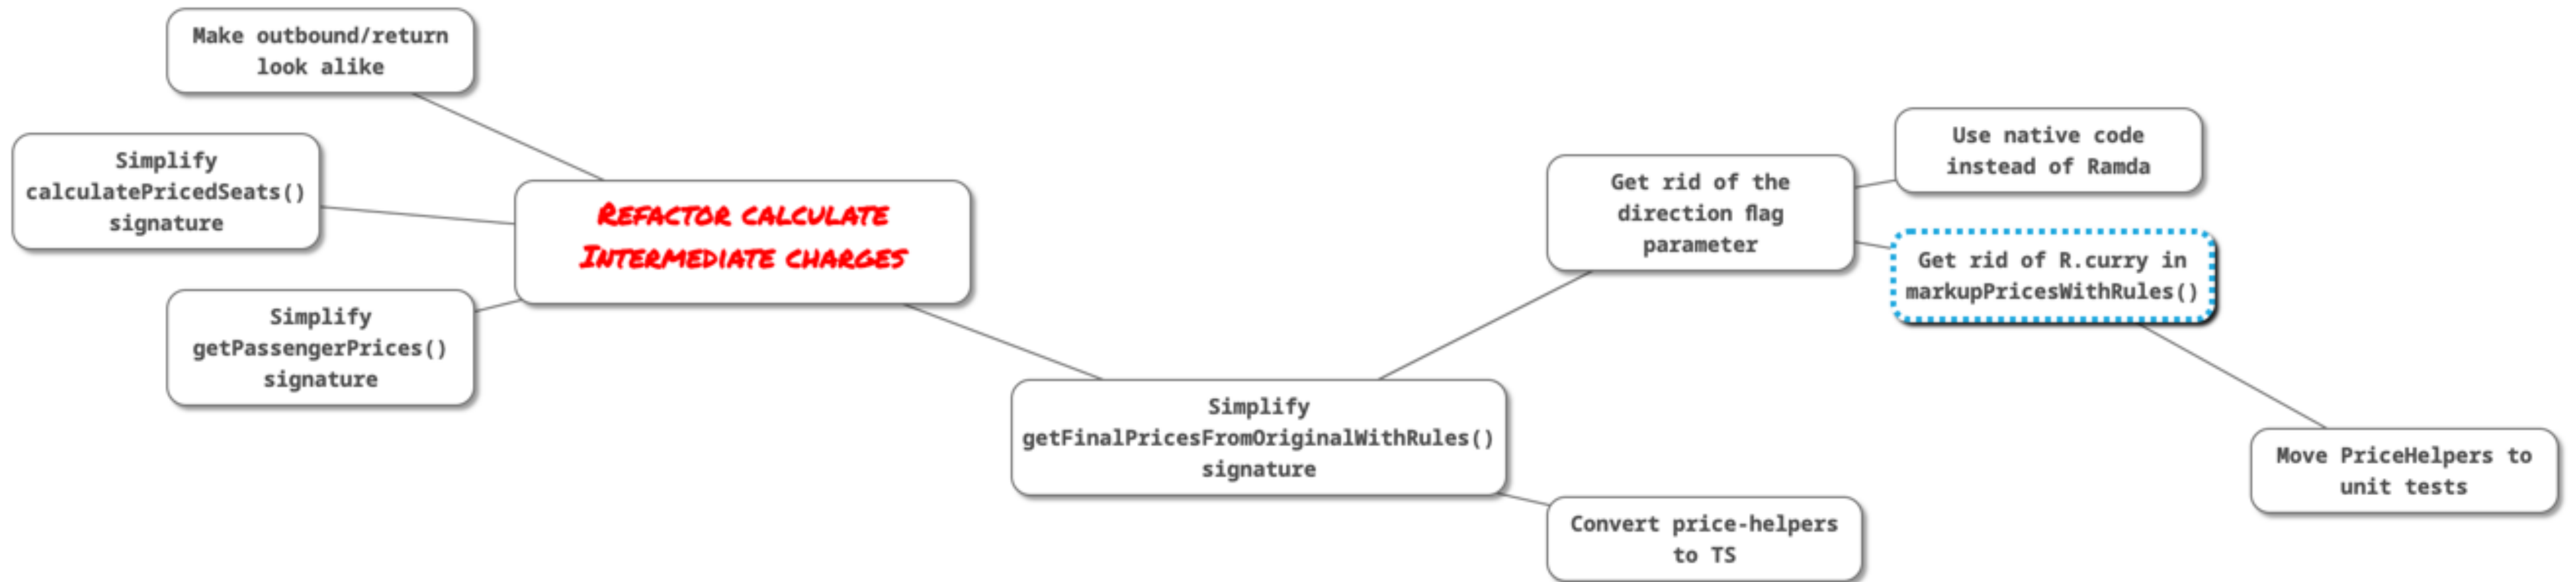 Make outbound/return
look alike
Simplify
calculatePricedSeats()
signature
Simplify
getPassengerPrices()
signature
REFACTOR CALCULATE
INTERMEDIATE CHARGES
Simplify
getFinalPricesFromOriginalWithRules()
signature
Get rid of the
direction flag
parameter
Use native code
instead of Ramda
Get rid of R.curry in
markupPricesWithRules()
Move PriceHelpers to
unit tests
Convert price-helpers
to TS